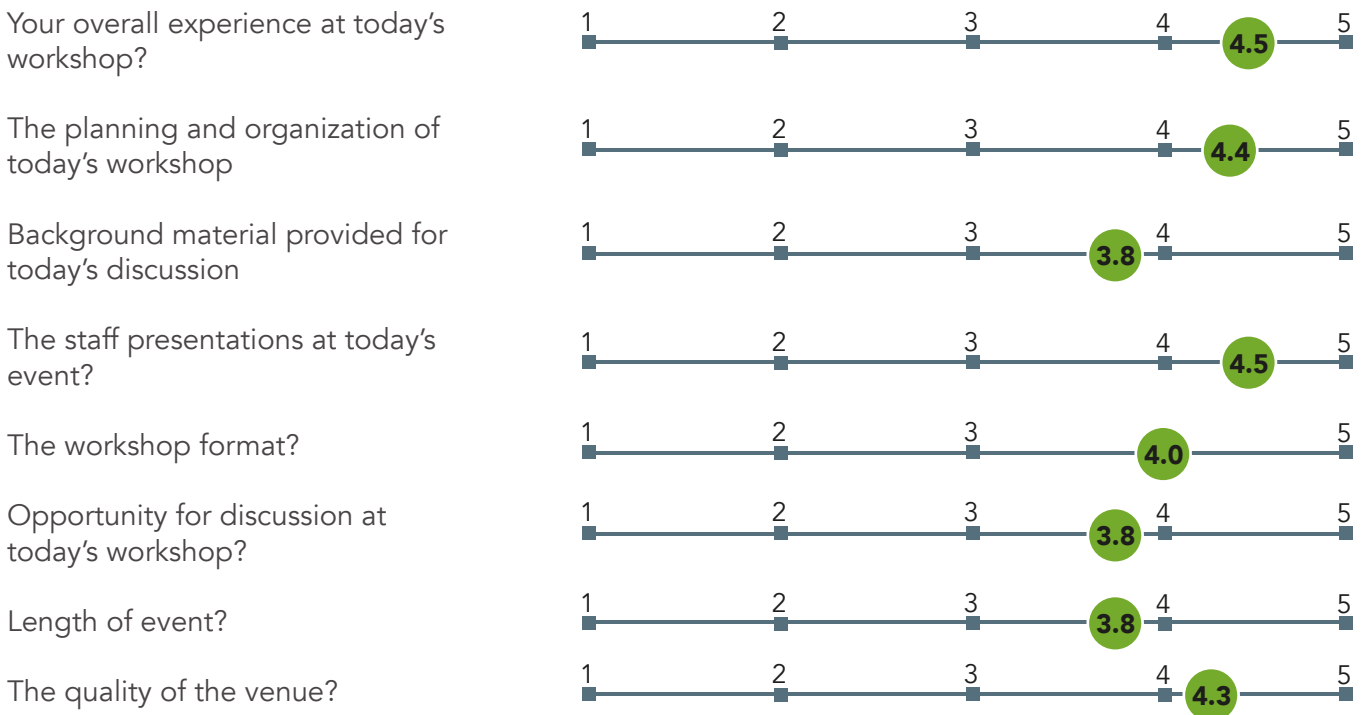 Your overall experience at today’s
workshop?
1 2 3 4 5
4.5
The planning and organization of
today’s workshop
1 2 3 4 5
4.4
Background material provided for
today’s discussion
1 2 3 4 5
3.8
The staff presentations at today’s
event?
1 2 3 4 5
4.5
The workshop format?
1 2 3 5
4.0
Opportunity for discussion at
today’s workshop?
1 2 3 4 5
3.8
Length of event?
1 2 3 4 5
3.8
The quality of the venue?
1 2 3 4 5
4.3